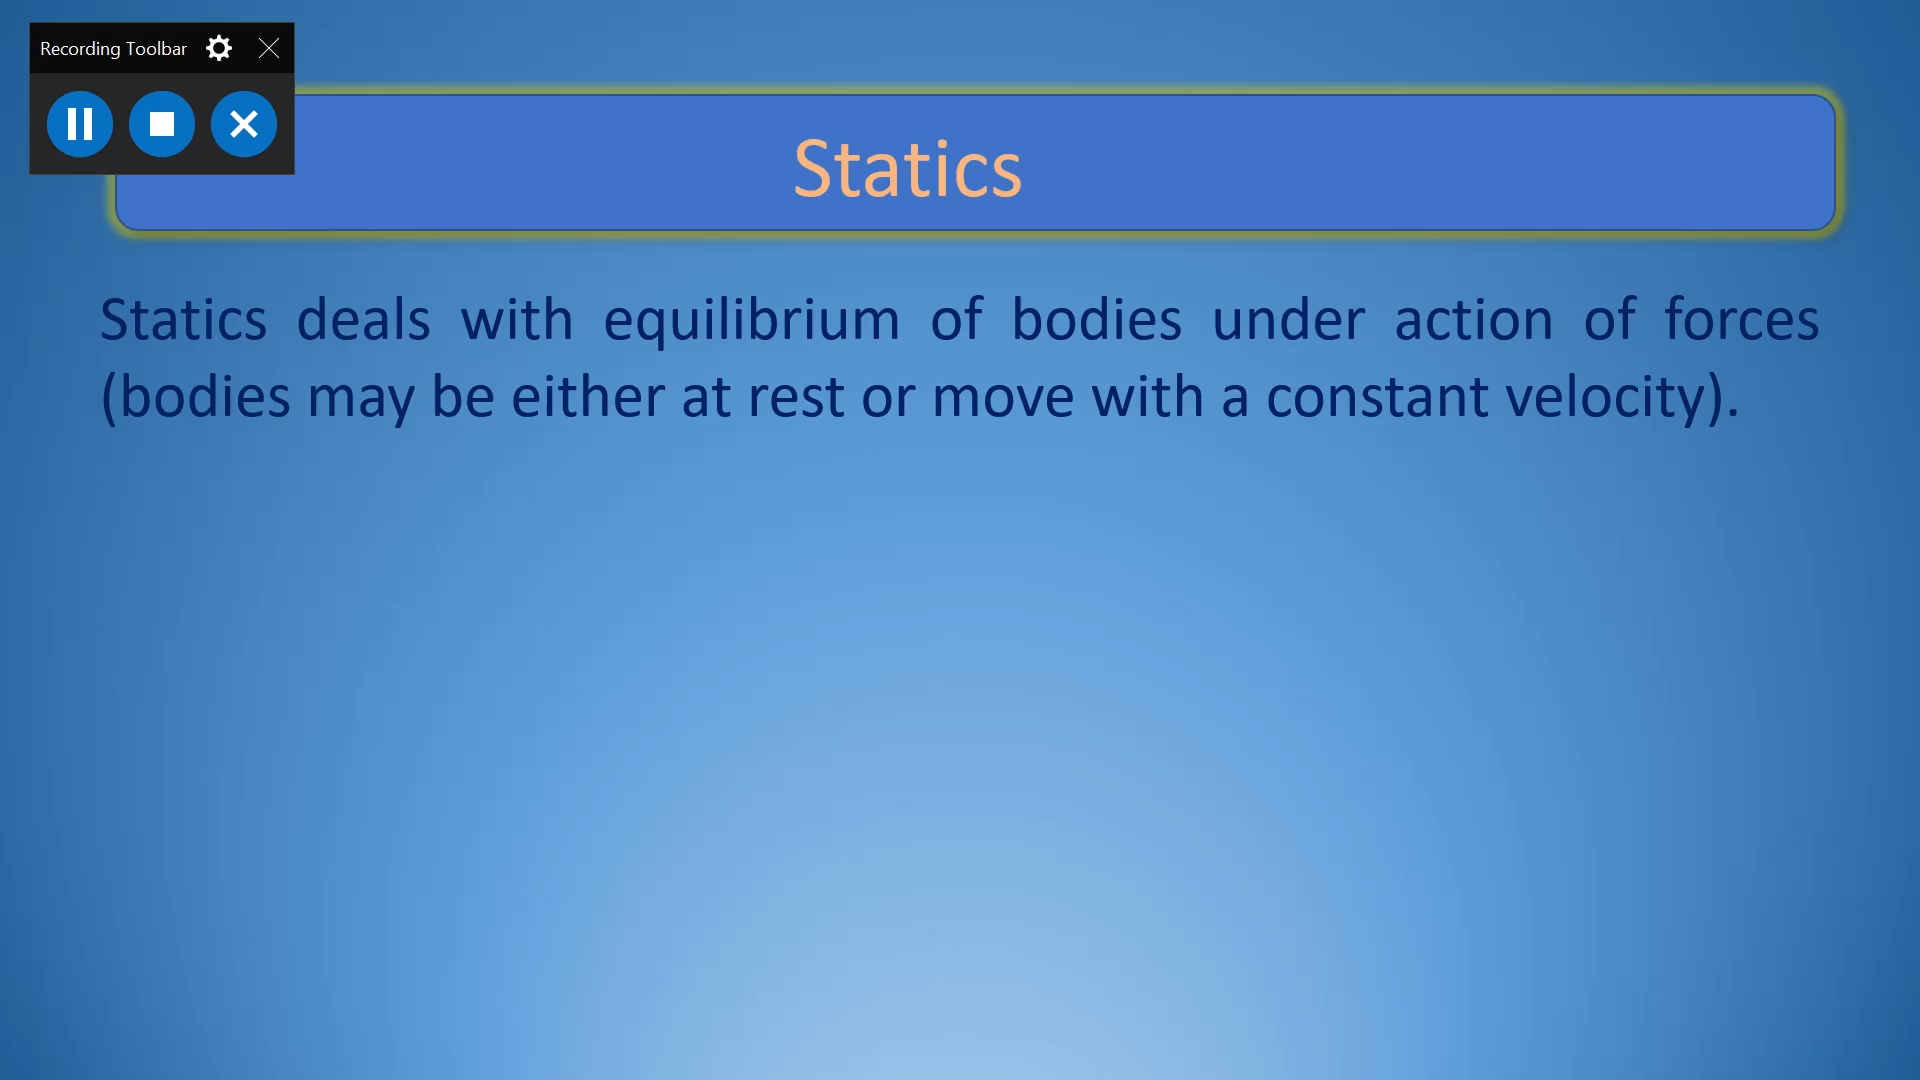 Recording Toolbar
Statics
Statics deals with equilibrium of bodies under action of forces
(bodies may be either at rest or move with a constant velocity).